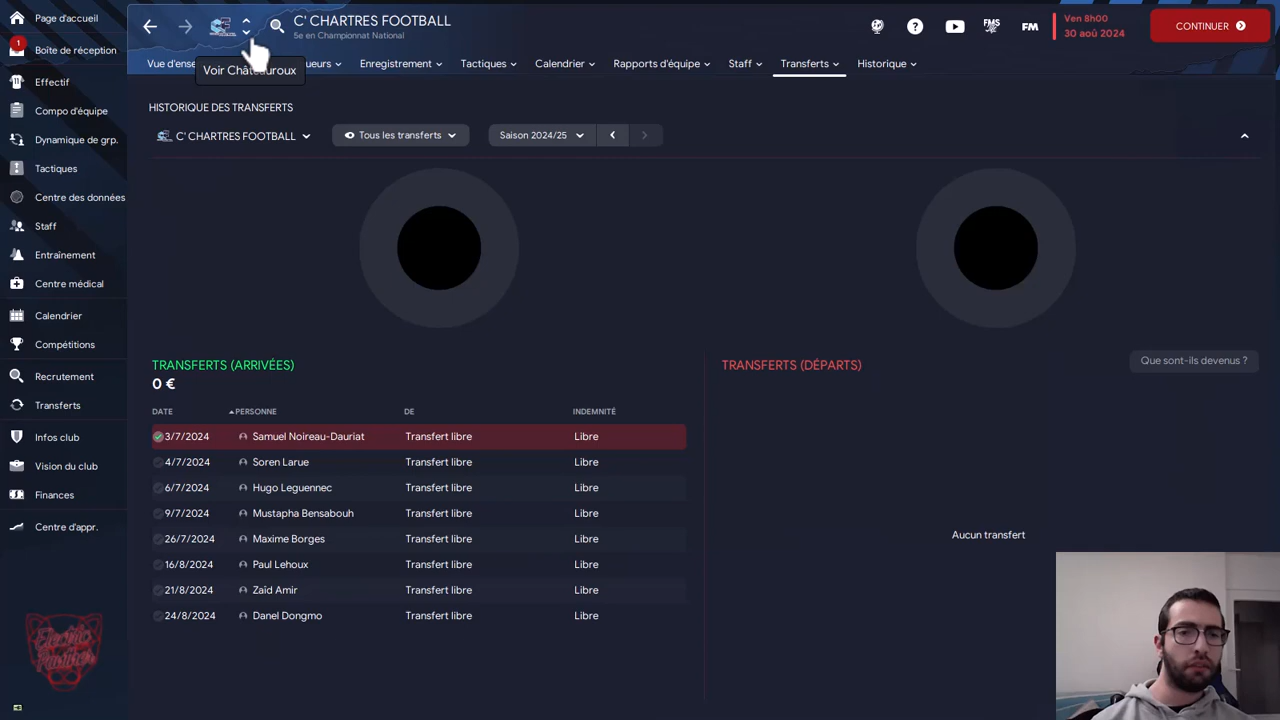 C' CHARTRES FOOTBALL
5e en Championnat National
FMS
FM
Ven 8h00
30 aoû 2024
CONTINUER
Page d'accueil
1
Boîte de réception
Effectif
Compo d'équipe
Dynamique de grp.
Tactiques
Centre des données
Staff
Entraînement
Centre médical
Calendrier
Compétitions
Recrutement
Transferts
Infos club
Vision du club
Finances
Centre d'appr.
Electric Panther
Vue d'ense
ueurs
Enregistrement
Tactiques
Calendrier
Rapports d'équipe
Staff
Transferts
Historique
Voir Châteauroux
HISTORIQUE DES TRANSFERTS
C' CHARTRES FOOTBALL
Tous les transferts
Saison 2024/25
TRANSFERTS (ARRIVÉES)
0 €
DATE PERSONNE DE INDEMNITÉ
3/7/2024 Samuel Noireau-Dauriat Transfert libre Libre
4/7/2024 Soren Larue Transfert libre Libre
6/7/2024 Hugo Leguennec Transfert libre Libre
9/7/2024 Mustapha Bensabouh Transfert libre Libre
26/7/2024 Maxime Borges Transfert libre Libre
16/8/2024 Paul Lehoux Transfert libre Libre
21/8/2024 Zaïd Amir Transfert libre Libre
24/8/2024 Danel Dongmo Transfert libre Libre
TRANSFERTS (DÉPARTS)
Que sont-ils devenus ?
Aucun transfert